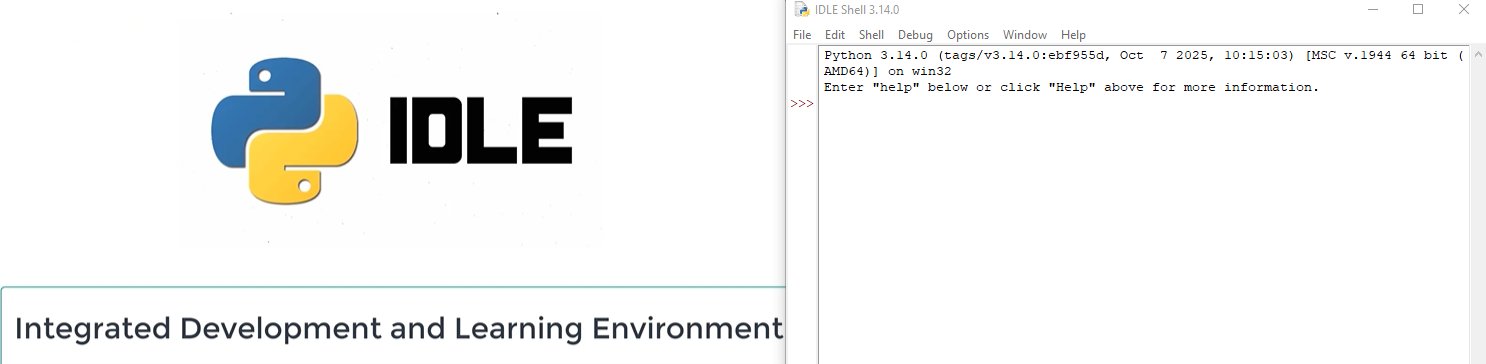 IDLE
Integrated Development and Learning Environment
IDLE Shell 3.14.0
File Edit Shell Debug Options Window Help
Python 3.14.0 (tags/v3.14.0:ebf955d, Oct  7 2025, 10:15:03) [MSC v.1944 64 bit (
AMD64)] on win32
Enter "help" below or click "Help" above for more information.
>>>